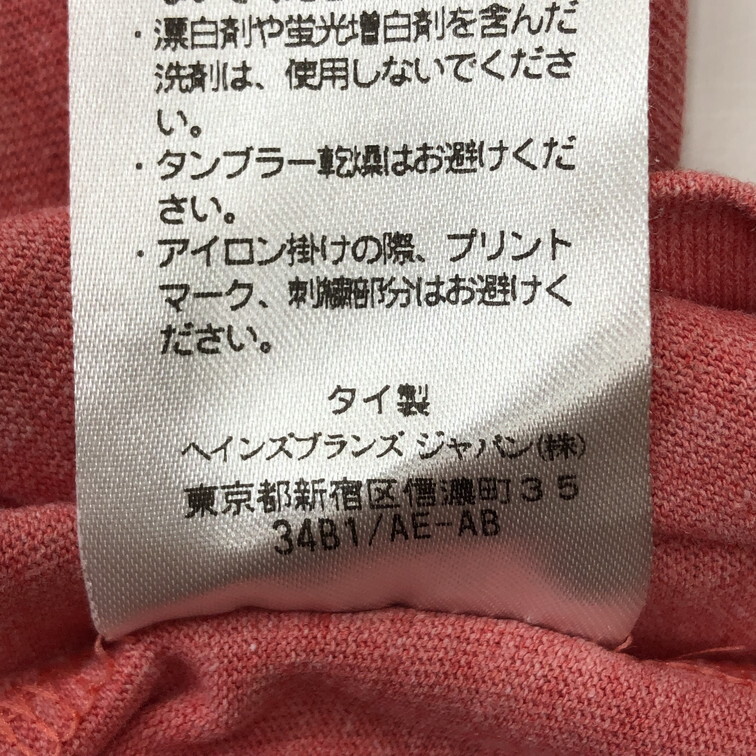 ・漂白剤や蛍光増白剤を含んだ
洗剤は、使用しないでくださ
い。
・タンブラー乾燥はお避けくだ
さい。
・アイロン掛けの際、プリント
マーク、刺繍部分はお避けく
ださい。
タイ製
ヘインズブランズ ジャパン(株)
東京都新宿区信濃町35
34B1/AE-AB